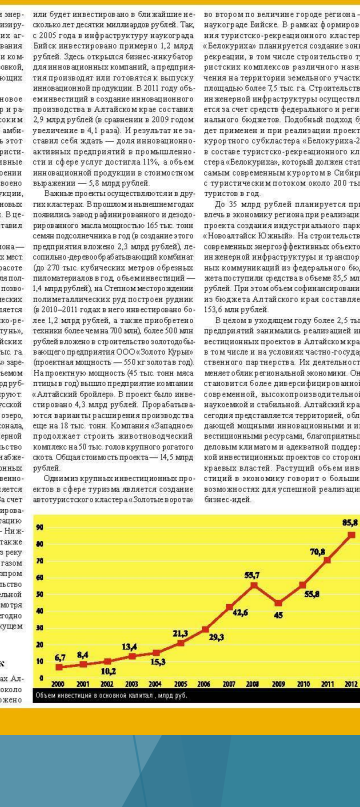 или будет инвестировано в ближайшие не-
сколько лет десятки миллиардов рублей. Так,
с 2005 года в инфраструктуру наукограда
Бийск инвестировано примерно 1,2 млрд
рублей. Здесь открылся бизнес-инкубатор
для инновационных компаний, а предприя-
тия производят или готовятся к выпуску
инновационной продукции. В 2011 году объ-
ем инвестиций в создание инновационного
производства в Алтайском крае составил
2,9 млрд рублей (в сравнении в 2009 годом
увеличение в 4,1 раза). И результат не за-
ставил себя ждать — доля инновационно-
активных предприятий в промышленно-
сти и сфере услуг достигла 11%, а объем
инновационной продукции в стоимостном
выражении — 5,8 млрд рублей.
Важные проекты осуществляются и в дру-
гих кластерах. В прошлом и нынешнем годах
появились завод рафинированного и дезодо-
рированного масла мощностью 165 тыс. тонн
семян подсолнечника в год (в создание этого
предприятия вложено 2,3 млрд рублей), ле-
сопильно-деревообрабатывающий комбинат
(до 270 тыс. кубических метров обрезных
пиломатериалов в год, объем инвестиций —
1,4 млрд рублей), на Степном месторождении
полиметаллических руд построен рудник
(в 2010–2011 годах в него инвестировано бо-
лее 1,2 млрд рублей, а также приобретено
техники более чем на 700 млн), более 500 млн
рублей вложено в строительство золотодобы-
вающего предприятия ООО «Золото Курьи»
(проектная мощность — 550 кг золота в год).
На проектную мощность (45 тыс. тонн мяса
птицы в год) вышло предприятие компании
«Алтайский бройлер». В проект было инве-
стировано 4,3 млрд рублей. Прорабатыва-
ются варианты расширения производства
еще на 18 тыс. тонн. Компания «Западное»
продолжает строить животноводческий
комплекс на 50 тыс. голов крупного рогатого
скота. Общая стоимость проекта — 14,5 млрд
рублей.
Одним из крупных инвестиционных про-
ектов в сфере туризма является создание
автотуристского кластера «Золотые ворота»
во втором по величине городе региона –
наукограде Бийске. В рамках формирова-
ния туристско-рекреационного кластера
«Белокуриха» планируется создание зоны
рекреации, в том числе строительство ту-
ристских комплексов различного назна-
чения на территории земельного участка
площадью более 7,5 тыс. га. Строительство
инженерной инфраструктуры осуществля-
ется за счет средств федерального и регио-
нального бюджетов. Подобный подход бу-
дет применен и при реализации проекта
курортного субкластера «Белокуриха-2»
в составе туристско-рекреационного кла-
стера «Белокуриха», который должен стать
самым современным курортом в Сибири
с туристическим потоком около 200 тыс.
туристов в год.
До 35 млрд рублей планируется при-
влечь в экономику региона при реализации
проекта создания индустриального парка
«Новоалтайск Южный». На строительство
современных энергоэффективных объектов
инженерной инфраструктуры и транспорт-
ных коммуникаций из федерального бюд-
жета поступили средства в объеме 85,5 млн
рублей. При этом объем софинансирования
из бюджета Алтайского края составляет
153,6 млн рублей.
В целом в уходящем году более 2,5 тыс.
предприятий занимались реализацией ин-
вестиционных проектов в Алтайском крае,
в том числе и на условиях частно-государ-
ственного партнерства. Их деятельность
меняет облик региональной экономики. Она
становится более диверсифицированной,
современной, высокопроизводительной,
наукоемкой и стабильной. Алтайский край
сегодня представляется территорией, обла-
дающей мощными инновационными и ин-
вестиционными ресурсами, благоприятным
деловым климатом и адекватной поддерж-
кой инвестиционных проектов со стороны
краевых властей. Растущий объем инве-
стиций в экономику говорит о больших
возможностях для успешной реализации
бизнес-идей.
90
80
70
60
50
40
30
20
10
0
6,7 8,4 10,2 13,4 15,3 21,3 29,3 42,6 55,7 45 55,8 70,8 85,8
2000 2001 2002 2003 2004 2005 2006 2007 2008 2009 2010 2011 2012
Объем инвестиций в основной капитал , млрд руб.